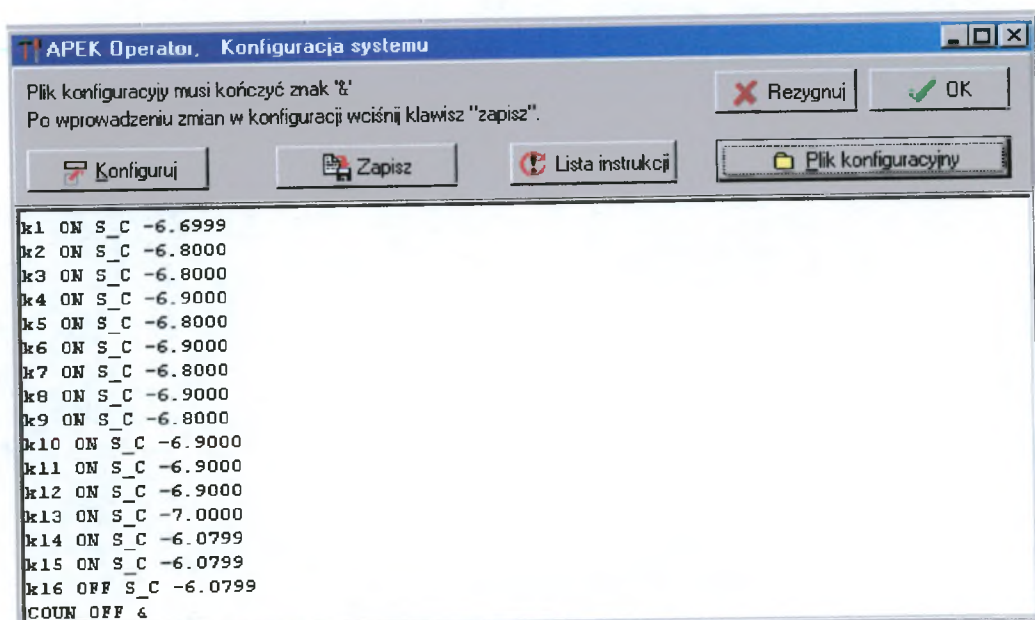 APEK Operator,   Konfiguracja systemu
Plik konfiguracyjy musi kończyć znak '&'
Po wprowadzeniu zmian w konfiguracji wciśnij klawisz "zapisz".
Rezygnuj
OK
Konfiguruj
Zapisz
Lista instrukcji
Plik konfiguracyjny
k1 ON S_C -6.6999
k2 ON S_C -6.8000
k3 ON S_C -6.8000
k4 ON S_C -6.9000
k5 ON S_C -6.8000
k6 ON S_C -6.9000
k7 ON S_C -6.8000
k8 ON S_C -6.9000
k9 ON S_C -6.8000
k10 ON S_C -6.9000
k11 ON S_C -6.9000
k12 ON S_C -6.9000
k13 ON S_C -7.0000
k14 ON S_C -6.0799
k15 ON S_C -6.0799
k16 OFF S_C -6.0799
COUN OFF &